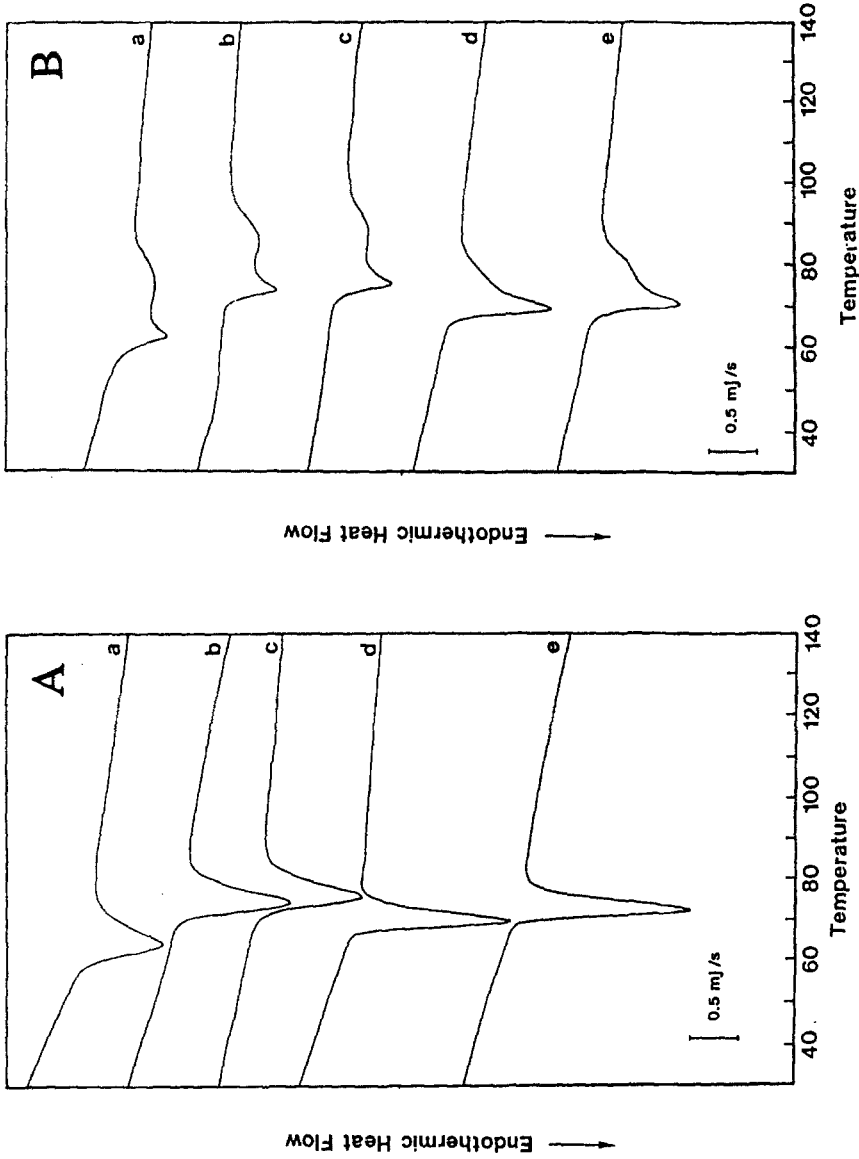 A
a
b
c
d
e
0.5 mJ/s
40
60
80
100
120
140
Temperature
Endothermic Heat Flow
B
a
b
c
d
e
0.5 mJ/s
40
60
80
100
120
140
Temperature
Endothermic Heat Flow